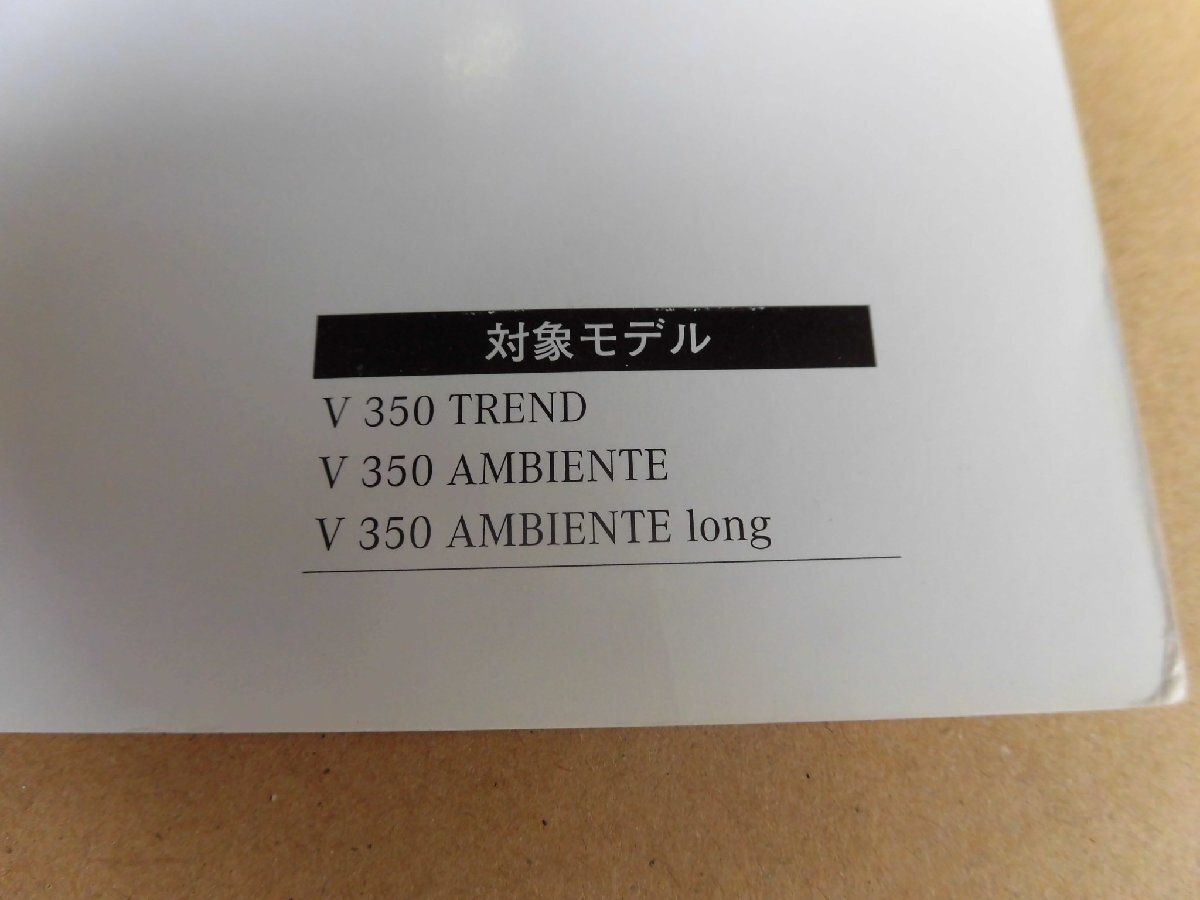 対象モデル
V 350 TREND
V 350 AMBIENTE
V 350 AMBIENTE long